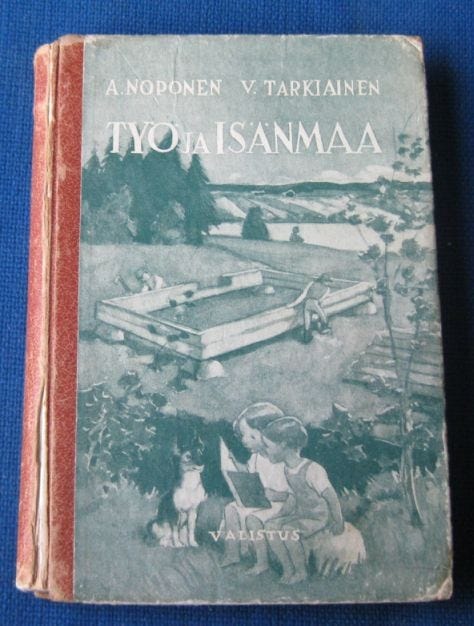 A. NOPONEN V. TARKIAINEN
TYÖ JA ISÄNMAA
VALISTUS